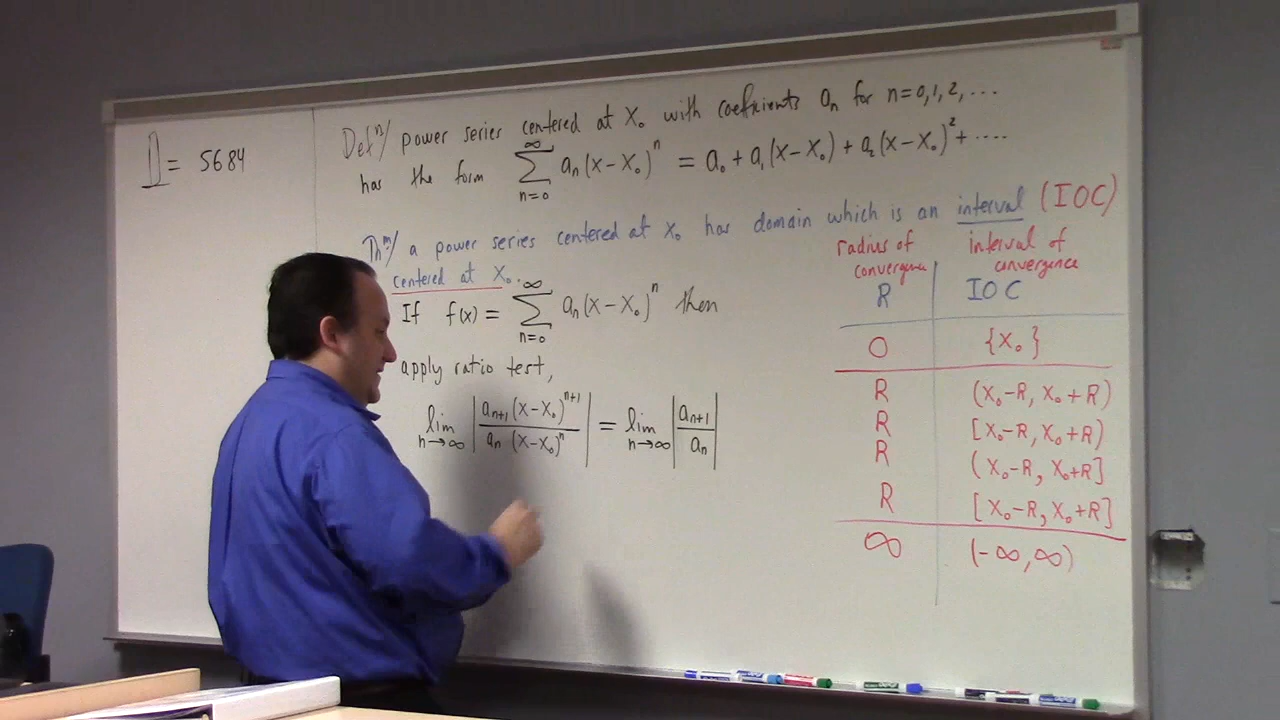 𝔻 = 5684
Defⁿ/ power series centered at X₀ with coefficients aₙ for n=0,1,2,...
has the form ∑_{n=0}^{∞} aₙ(x-x₀)ⁿ = a₀ + a₁(x-x₀) + a₂(x-x₀)² + ....
Thᵐ/ a power series centered at x₀ has domain which is an interval (IOC)
centered at X₀.
If f(x) = ∑_{n=0}^{∞} aₙ(x-x₀)ⁿ then
apply ratio test,
lim_{n→∞} |aₙ₊₁(x-x₀)ⁿ⁺¹ / aₙ(x-x₀)ⁿ| = lim_{n→∞} |aₙ₊₁ / aₙ|
radius of convergence interval of convergence
R IOC
0 {X₀}
R (X₀-R, X₀+R)
R [X₀-R, X₀+R)
R (X₀-R, X₀+R]
R [X₀-R, X₀+R]
∞ (-∞,∞)